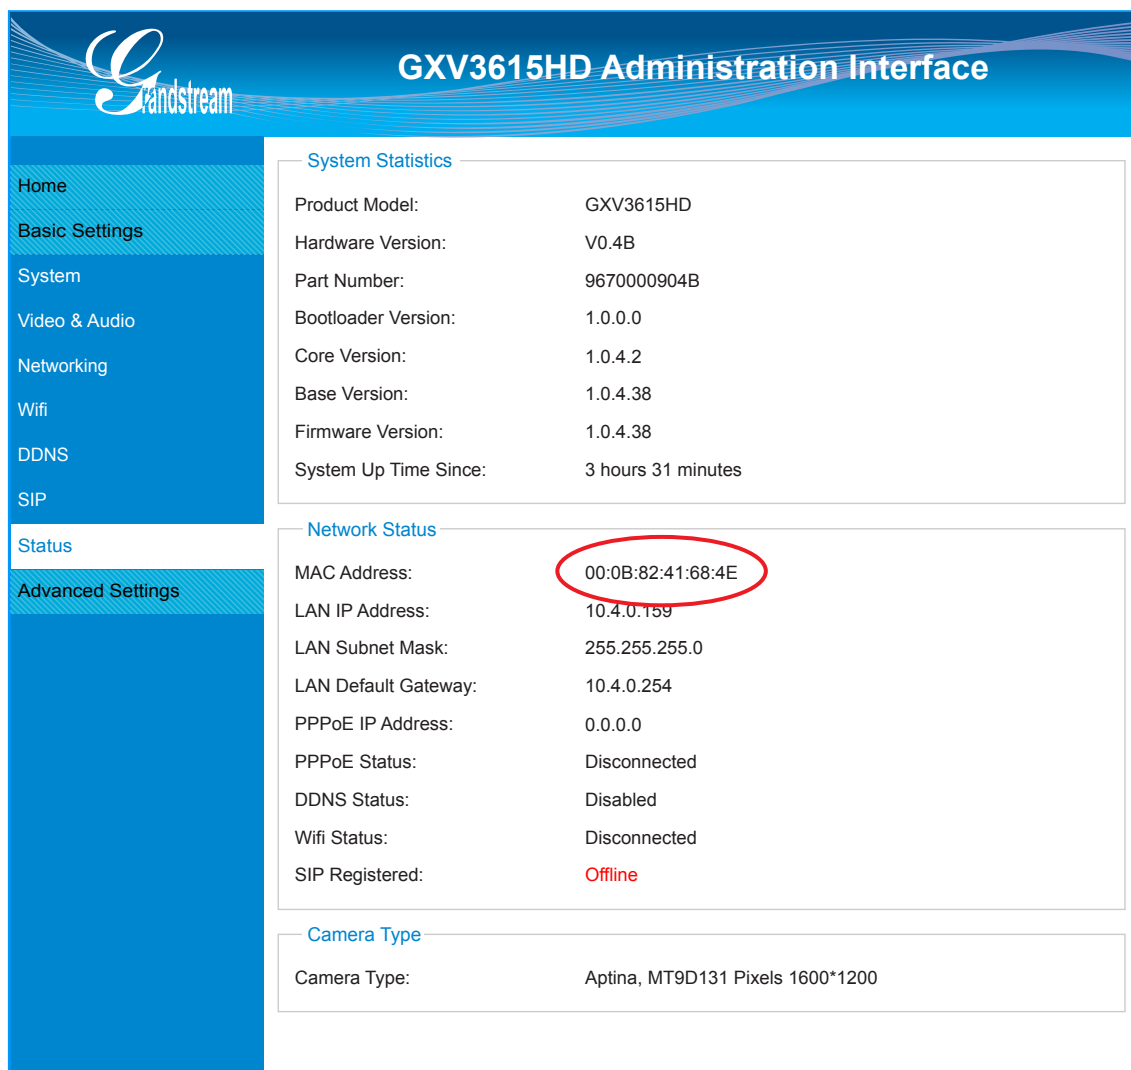 Grandstream
GXV3615HD Administration Interface
Home
Basic Settings
System
Video & Audio
Networking
Wifi
DDNS
SIP
Status
Advanced Settings
System Statistics
Product Model: GXV3615HD
Hardware Version: V0.4B
Part Number: 9670000904B
Bootloader Version: 1.0.0.0
Core Version: 1.0.4.2
Base Version: 1.0.4.38
Firmware Version: 1.0.4.38
System Up Time Since: 3 hours 31 minutes
Network Status
MAC Address: 00:0B:82:41:68:4E
LAN IP Address: 10.4.0.159
LAN Subnet Mask: 255.255.255.0
LAN Default Gateway: 10.4.0.254
PPPoE IP Address: 0.0.0.0
PPPoE Status: Disconnected
DDNS Status: Disabled
Wifi Status: Disconnected
SIP Registered: Offline
Camera Type
Camera Type: Aptina, MT9D131 Pixels 1600*1200